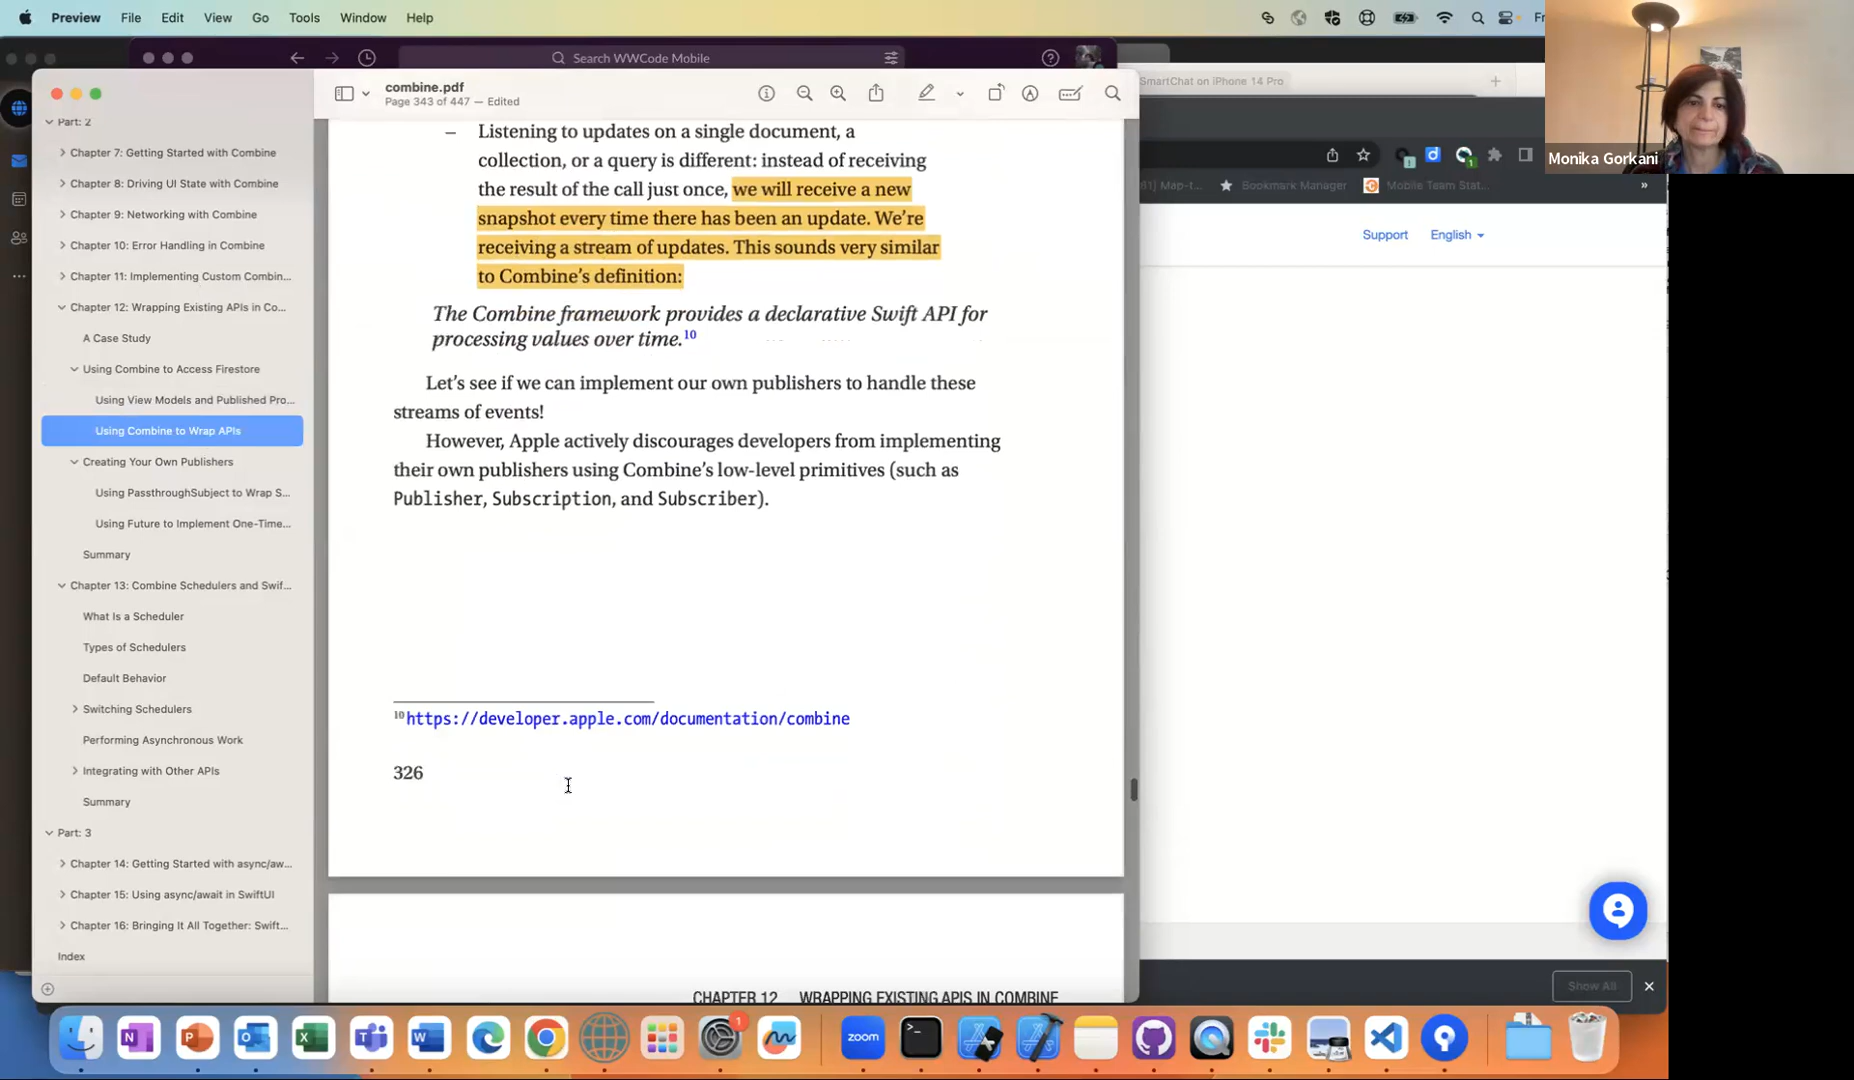 Preview File Edit View Go Tools Window Help
Search WWCode Mobile
combine.pdf
Page 343 of 447 — Edited
SmartChat on iPhone 14 Pro
Monika Gorkani
Bookmark Manager
Mobile Team Stat...
Support English
Part: 2
Chapter 7: Getting Started with Combine
Chapter 8: Driving UI State with Combine
Chapter 9: Networking with Combine
Chapter 10: Error Handling in Combine
Chapter 11: Implementing Custom Combin...
Chapter 12: Wrapping Existing APIs in Co...
A Case Study
Using Combine to Access Firestore
Using View Models and Published Pro...
Using Combine to Wrap APIs
Creating Your Own Publishers
Using PassthroughSubject to Wrap S...
Using Future to Implement One-Time...
Summary
Chapter 13: Combine Schedulers and Swif...
What Is a Scheduler
Types of Schedulers
Default Behavior
Switching Schedulers
Performing Asynchronous Work
Integrating with Other APIs
Summary
Part: 3
Chapter 14: Getting Started with async/aw...
Chapter 15: Using async/await in SwiftUI
Chapter 16: Bringing It All Together: Swift...
Index
– Listening to updates on a single document, a
collection, or a query is different: instead of receiving
the result of the call just once, we will receive a new
snapshot every time there has been an update. We're
receiving a stream of updates. This sounds very similar
to Combine's definition:
The Combine framework provides a declarative Swift API for
processing values over time.10
Let's see if we can implement our own publishers to handle these
streams of events!
However, Apple actively discourages developers from implementing
their own publishers using Combine's low-level primitives (such as
Publisher, Subscription, and Subscriber).
10https://developer.apple.com/documentation/combine
326
CHAPTER 12 WRAPPING EXISTING APIS IN COMBINE
Show All
1
zoom